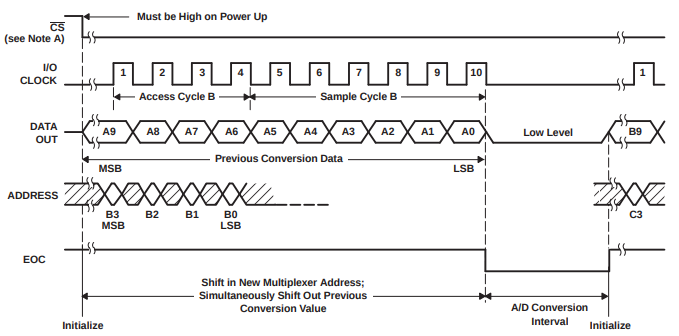 Must be High on Power Up
CS
(see Note A)
I/O
CLOCK
1 2 3 4 5 6 7 8 9 10 1
Access Cycle B Sample Cycle B
DATA
OUT
A9 A8 A7 A6 A5 A4 A3 A2 A1 A0 Low Level B9
Previous Conversion Data
MSB LSB
ADDRESS
B3 B2 B1 B0 C3
MSB LSB
EOC
Shift in New Multiplexer Address;
Simultaneously Shift Out Previous
Conversion Value
A/D Conversion
Interval
Initialize Initialize